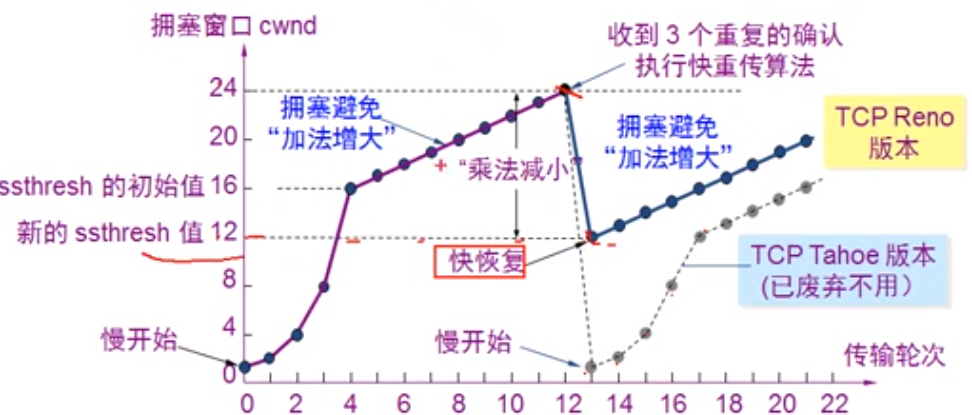 拥塞窗口 cwnd
收到 3 个重复的确认
执行快重传算法
24
拥塞避免
“加法增大”
拥塞避免
“加法增大”
TCP Reno
版本
20
“乘法减小”
ssthresh 的初始值 16
新的 ssthresh 值 12
快恢复
TCP Tahoe 版本
(已废弃不用）
8
4
慢开始
慢开始
传输轮次
0
0 2 4 6 8 10 12 14 16 18 20 22